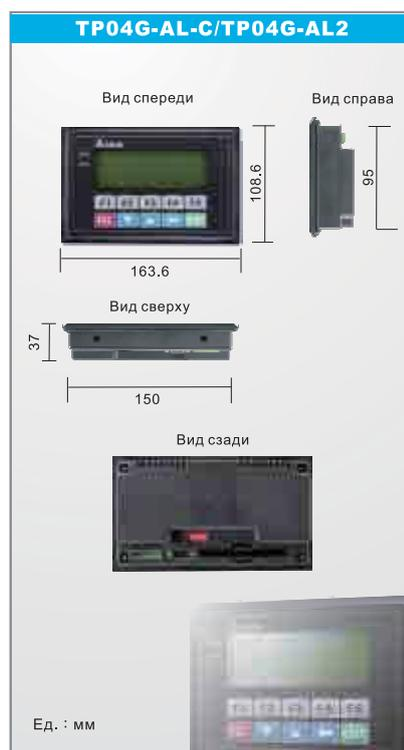 TP04G-AL-C/TP04G-AL2
Вид спереди
Вид справа
108.6
95
163.6
Вид сверху
37
150
Вид сзади
Ед. : мм